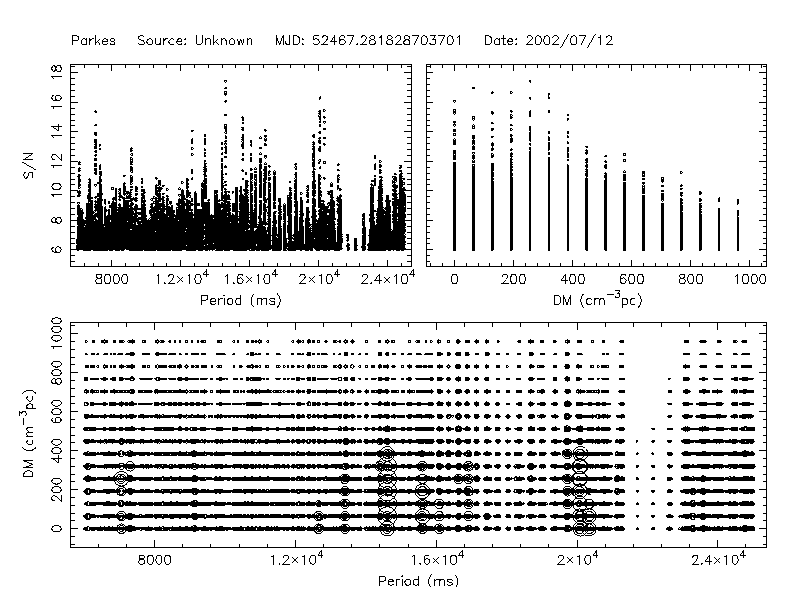 Parkes Source: Unknown MJD: 52467.281828703701 Date: 2002/07/12
S/N
6 8 10 12 14 16 18
8000 1.2×10⁴ 1.6×10⁴ 2×10⁴ 2.4×10⁴
Period (ms)
0 200 400 600 800 1000
DM (cm⁻³pc)
DM (cm⁻³pc)
0 200 400 600 800 1000
8000 1.2×10⁴ 1.6×10⁴ 2×10⁴ 2.4×10⁴
Period (ms)